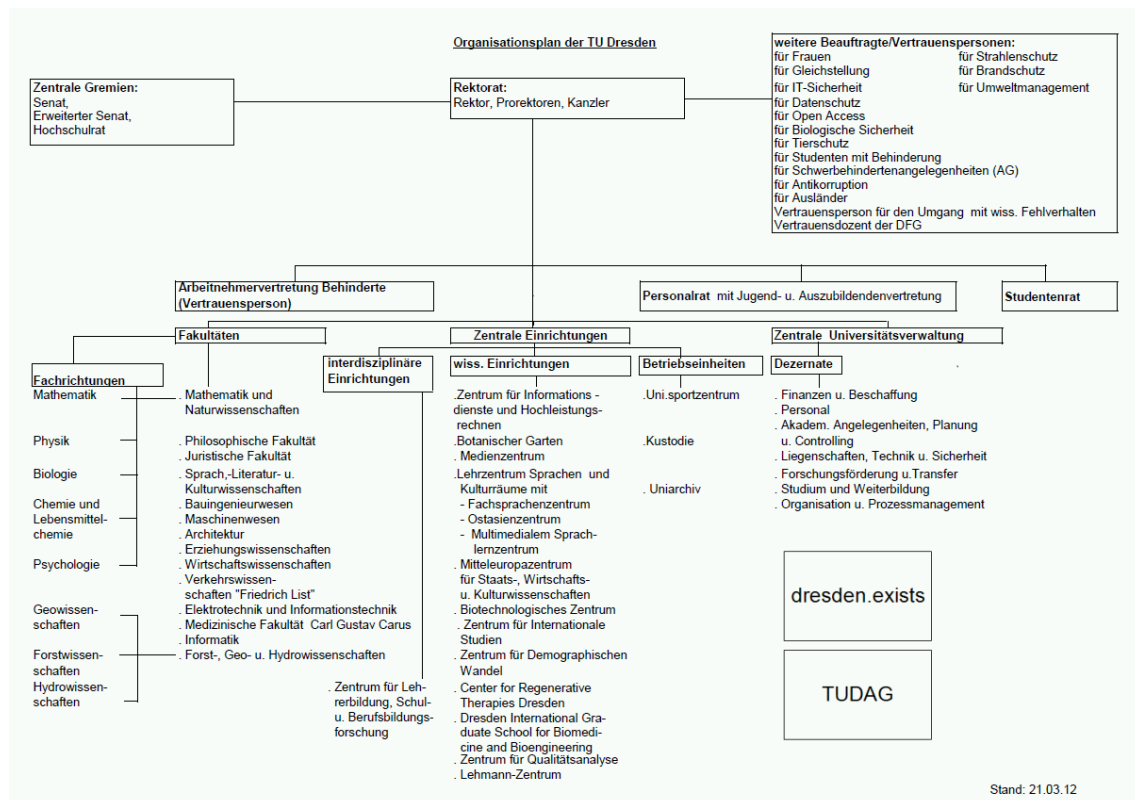 Organisationsplan der TU Dresden
Zentrale Gremien:
Senat,
Erweiterter Senat,
Hochschulrat
Rektorat:
Rektor, Prorektoren, Kanzler
weitere Beauftragte/Vertrauenspersonen:
für Frauen für Strahlenschutz
für Gleichstellung für Brandschutz
für IT-Sicherheit für Umweltmanagement
für Datenschutz
für Open Access
für Biologische Sicherheit
für Tierschutz
für Studenten mit Behinderung
für Schwerbehindertenangelegenheiten (AG)
für Antikorruption
für Ausländer
Vertrauensperson für den Umgang mit wiss. Fehlverhalten
Vertrauensdozent der DFG
Arbeitnehmervertretung Behinderte
(Vertrauensperson)
Personalrat mit Jugend- u. Auszubildendenvertretung
Studentenrat
Fakultäten
Zentrale Einrichtungen
Zentrale Universitätsverwaltung
Fachrichtungen
interdisziplinäre
Einrichtungen
wiss. Einrichtungen
Betriebseinheiten
Dezernate
Mathematik
Physik
Biologie
Chemie und
Lebensmittel-
chemie
Psychologie
Geowissen-
schaften
Forstwissen-
schaften
Hydrowissen-
schaften
. Mathematik und
Naturwissenschaften
. Philosophische Fakultät
. Juristische Fakultät
. Sprach,-Literatur- u.
Kulturwissenschaften
. Bauingenieurwesen
. Maschinenwesen
. Architektur
. Erziehungswissenschaften
. Wirtschaftswissenschaften
. Verkehrswissen-
schaften "Friedrich List"
. Elektrotechnik und Informationstechnik
. Medizinische Fakultät Carl Gustav Carus
. Informatik
. Forst-, Geo- u. Hydrowissenschaften
. Zentrum für Leh-
rerbildung, Schul-
u. Berufsbildungs-
forschung
.Zentrum für Informations -
dienste und Hochleistungs-
rechnen
.Botanischer Garten
. Medienzentrum
.Lehrzentrum Sprachen und
Kulturräume mit
- Fachsprachenzentrum
- Ostasienzentrum
- Multimedialem Sprach-
lernzentrum
. Mitteleuropazentrum
für Staats-, Wirtschafts-
u. Kulturwissenschaften
. Biotechnologisches Zentrum
. Zentrum für Internationale
Studien
. Zentrum für Demographischen
Wandel
. Center for Regenerative
Therapies Dresden
. Dresden International Gra-
duate School for Biomedi-
cine and Bioengineering
. Zentrum für Qualitätsanalyse
. Lehmann-Zentrum
.Uni.sportzentrum
.Kustodie
. Uniarchiv
. Finanzen u. Beschaffung
. Personal
. Akadem. Angelegenheiten, Planung
u. Controlling
. Liegenschaften, Technik u. Sicherheit
. Forschungsförderung u.Transfer
. Studium und Weiterbildung
. Organisation u. Prozessmanagement
dresden.exists
TUDAG
Stand: 21.03.12